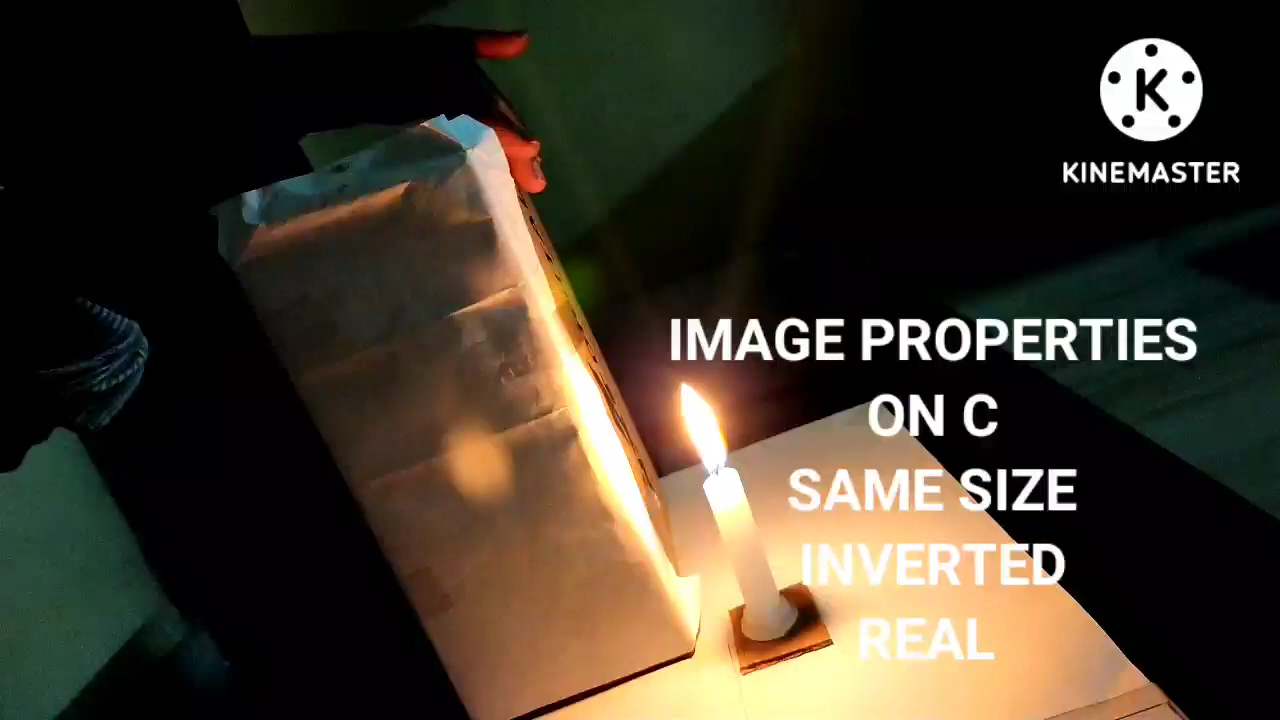 K
KINEMASTER
IMAGE PROPERTIES
ON C
SAME SIZE
INVERTED
REAL